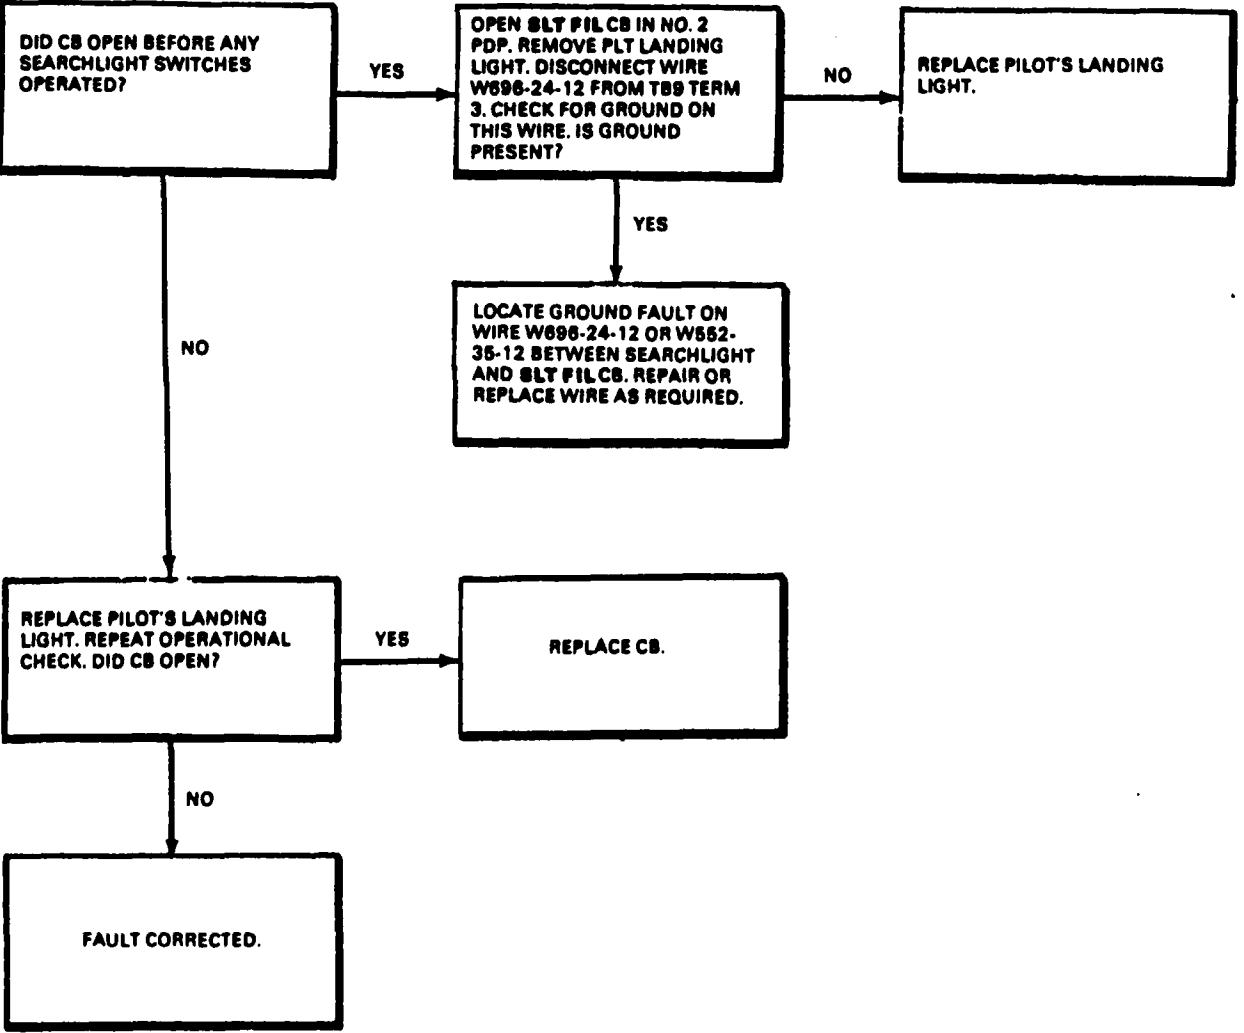 DID CB OPEN BEFORE ANY
SEARCHLIGHT SWITCHES
OPERATED?
YES
OPEN SLT FIL CB IN NO. 2
PDP. REMOVE PLT LANDING
LIGHT. DISCONNECT WIRE
W696-24-12 FROM TB9 TERM
3. CHECK FOR GROUND ON
THIS WIRE. IS GROUND
PRESENT?
NO
REPLACE PILOT'S LANDING
LIGHT.
YES
LOCATE GROUND FAULT ON
WIRE W696-24-12 OR W552-
35-12 BETWEEN SEARCHLIGHT
AND SLT FIL CB. REPAIR OR
REPLACE WIRE AS REQUIRED.
NO
REPLACE PILOT'S LANDING
LIGHT. REPEAT OPERATIONAL
CHECK. DID CB OPEN?
YES
REPLACE CB.
NO
FAULT CORRECTED.